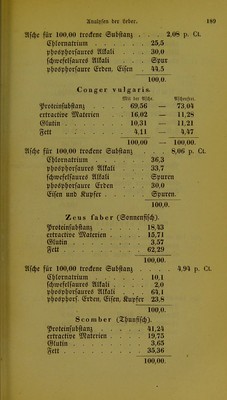 Analysen der Leber. 189
Asche für 100,00 trockene Substanz . . . . 2,08 p. Ct.
Chlornatrium . . . . . 25,5
phosphorsaures Alkali . . . 30,0
schwefelsaures Alkali . . . Spur
phosphorsaure Erden, Eisen . 44,5
100,0.
Conger vulgaris.
Mit der Asche. Aschenfrei.
Proteinsubstanz . . . . 69,56 — 73,04
extractive Materien . . . 16,02 — 11,28
Glutin . . . . . . . 10,31 — 11,21
Fett . . . . . . . . 4,11 — 4,47
100,00 — 100,00.
Asche für 100,00 trockene Substanz . . . . 8,06 p. Ct.
Chlornatrium . . . . . 36,3
phosphorsaures Alkali . . . 33,7
schwefelsaures Alkali . . . Spuren
phosphorsaure Erden . . 30,0
Eisen und Kupfer . . . . Spuren.
100,0.
Zeus faber (Sonnenfisch).
Proteinsubstanz . . . . . 18,43
extractive Materien . . . . 15,71
Glutin . . . . . . . . 3,57
Fett . . . . . . . . . 62,29
100,00.
Asche für 100,00 trockene Substanz . . . . 4,94 p. Ct.
Chlornatrium . . . . . 10,1
schwefelsaures Alkali . . . 2,0
phosphorsaures Alkali . . . 64,1
phosphors. Erden, Eisen, Kupfer 23,8
100,0.
Scomber (Thunfisch).
Proteinsubstanz . . . . . 41,24
extractive Materien . . . . 19,75
Glutin . . . . . . . . 3,65
Fett . . . . . . . . . 35,36
100,00.